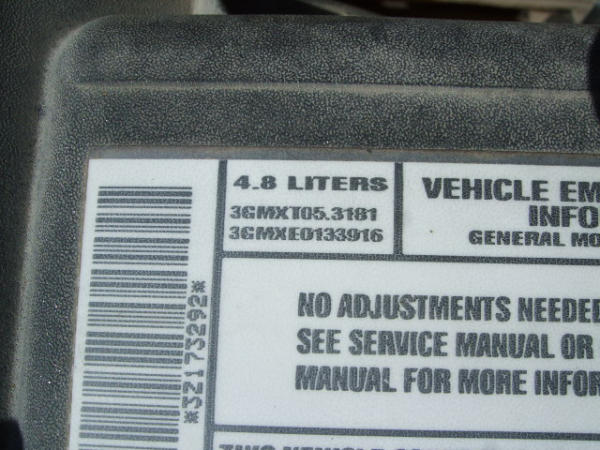 4.8 LITERS
3GMXT05.3181
3GMXE0133916
VEHICLE EM
INFO
GENERAL MO
NO ADJUSTMENTS NEEDED
SEE SERVICE MANUAL OR
MANUAL FOR MORE INFOR
*32173292*